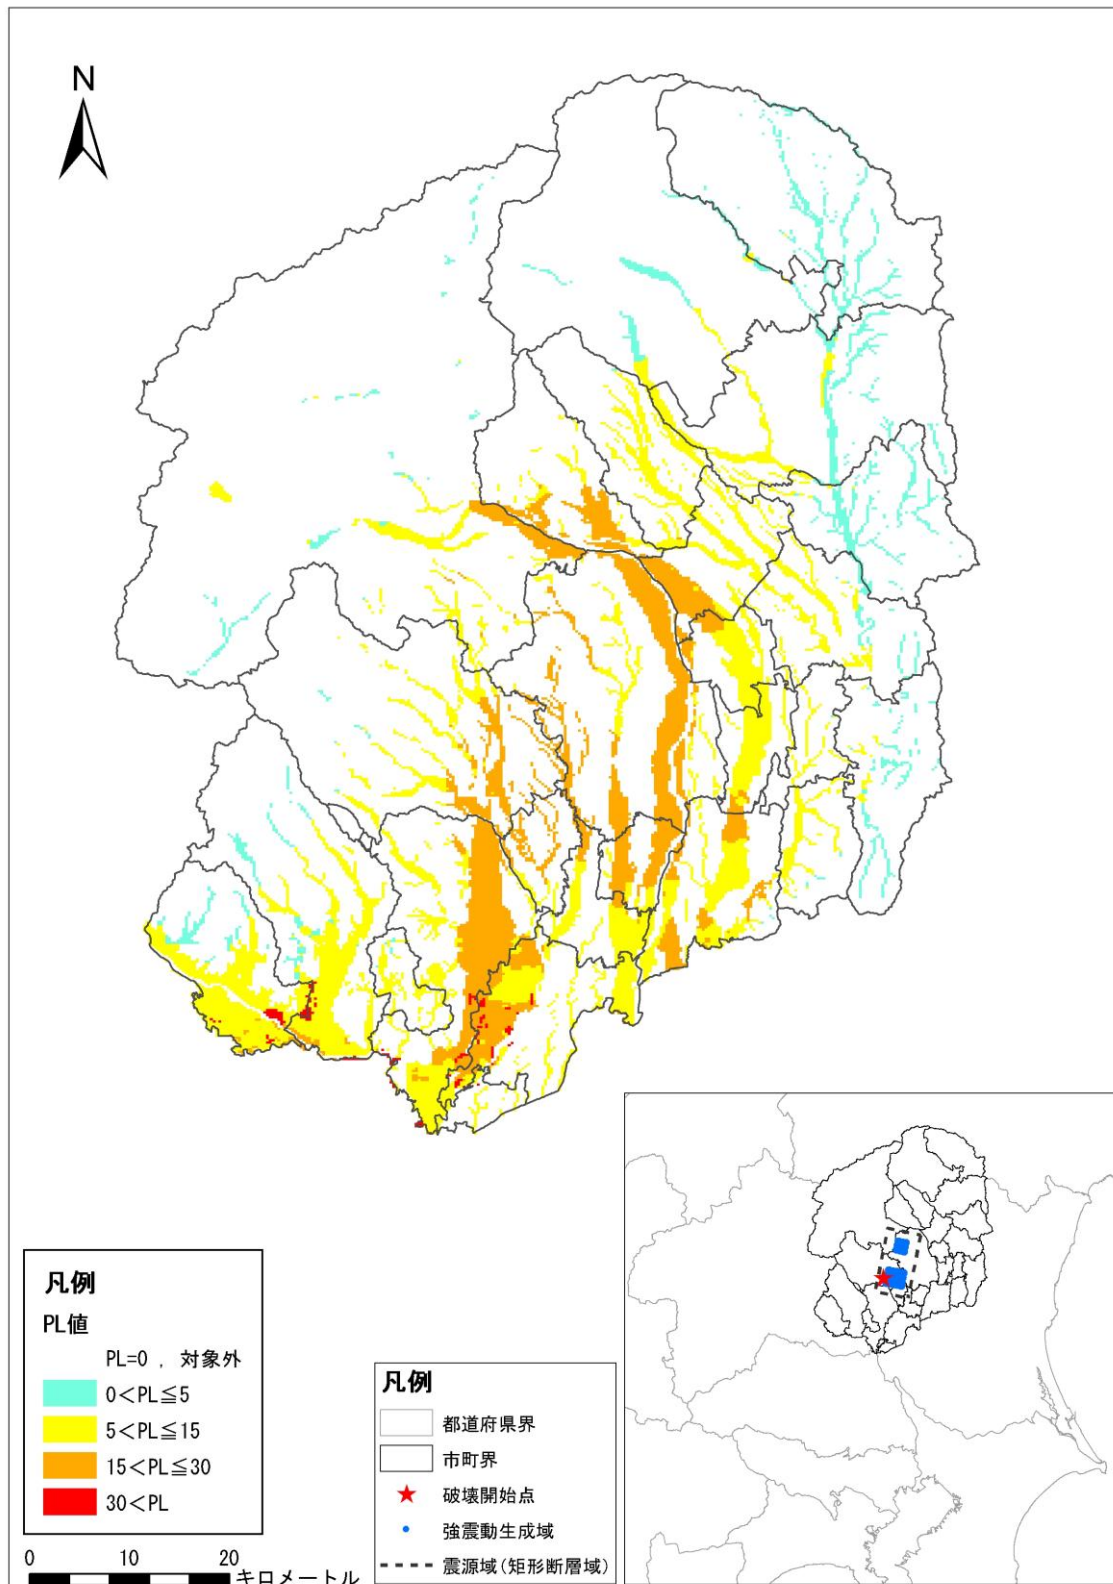 N
凡例
PL値
PL=0 , 対象外
0<PL≦5
5<PL≦15
15<PL≦30
30<PL
0 10 20
キロメートル
凡例
都道府県界
市町界
破壊開始点
強震動生成域
震源域(矩形断層域)